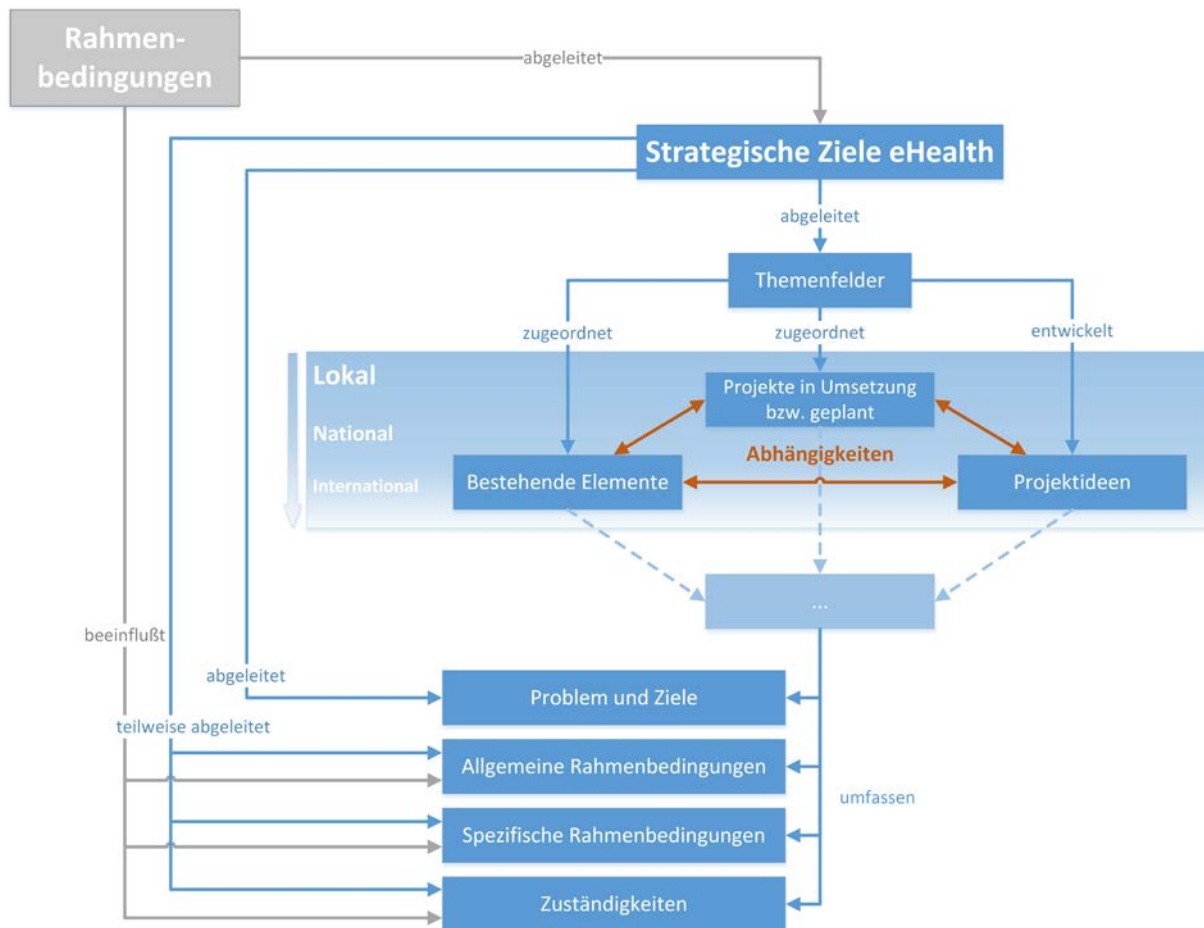 Rahmen-
bedingungen
abgeleitet
Strategische Ziele eHealth
abgeleitet
Themenfelder
zugeordnet
zugeordnet
entwickelt
Lokal
Projekte in Umsetzung
bzw. geplant
National
Abhängigkeiten
International
Bestehende Elemente
Projektideen
...
beeinflußt
abgeleitet
Problem und Ziele
teilweise abgeleitet
Allgemeine Rahmenbedingungen
umfassen
Spezifische Rahmenbedingungen
Zuständigkeiten